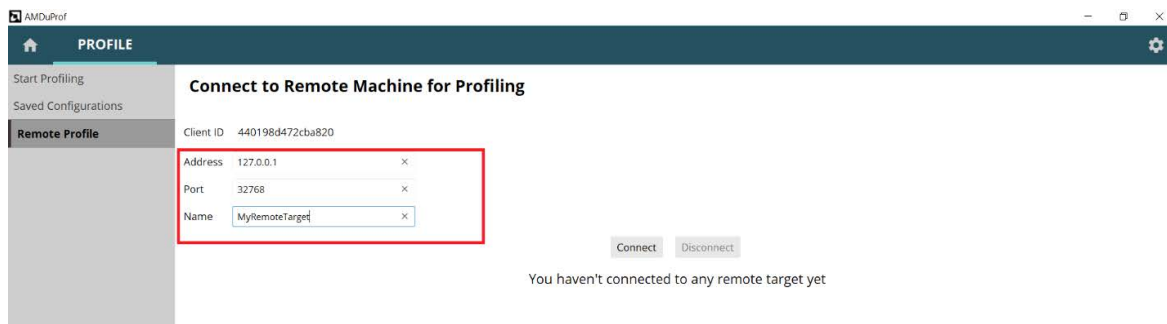 AMDuProf
PROFILE
Start Profiling
Saved Configurations
Remote Profile
Connect to Remote Machine for Profiling
Client ID 440198d472cba820
Address 127.0.0.1
Port 32768
Name MyRemoteTarget
Connect Disconnect
You haven't connected to any remote target yet